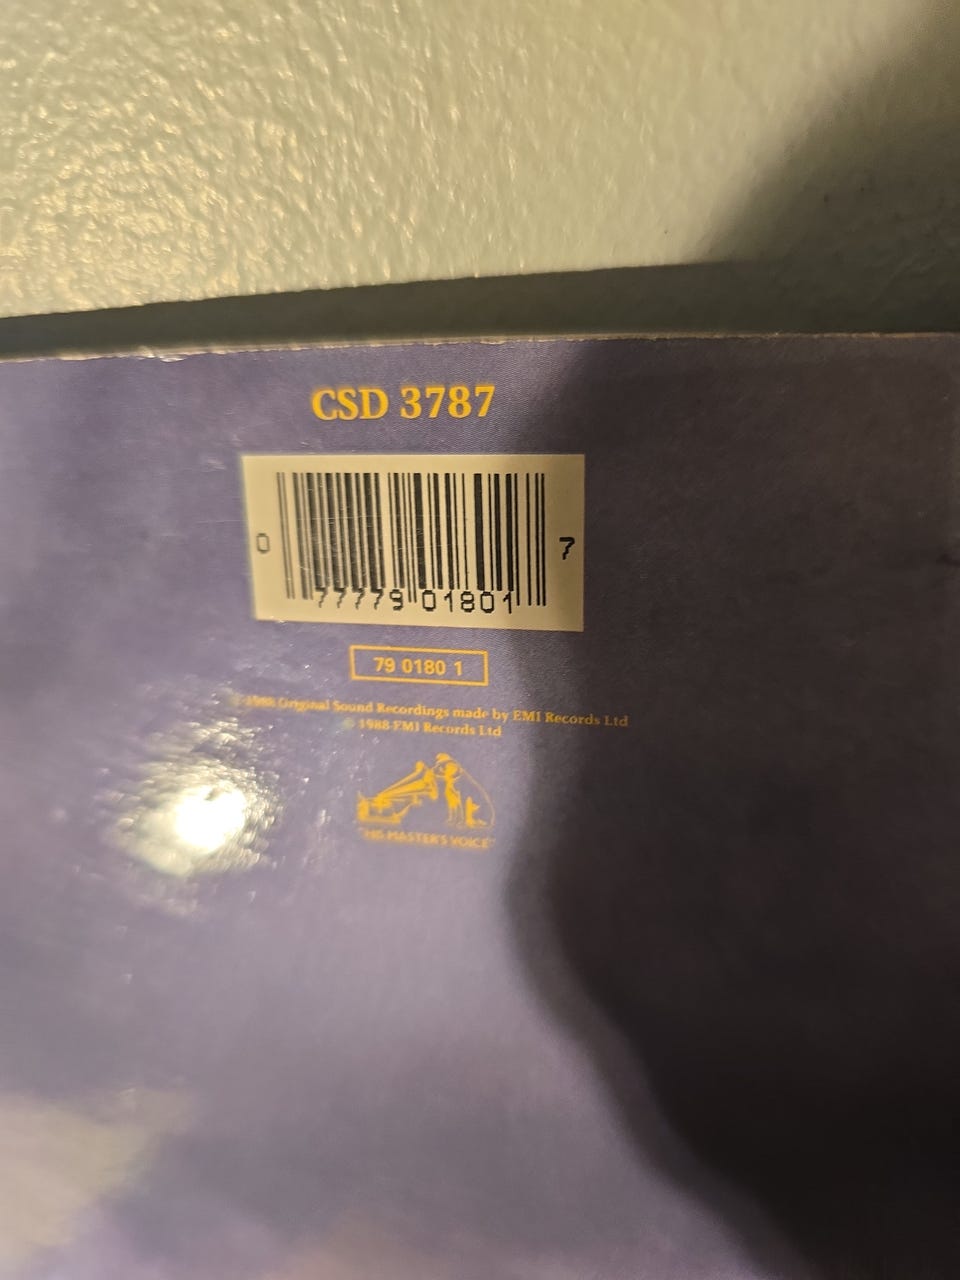 CSD 3787
0 77779 01801 7
79 0180 1
1988 Original Sound Recordings made by EMI Records Ltd
© 1988 EMI Records Ltd
"HIS MASTER'S VOICE"